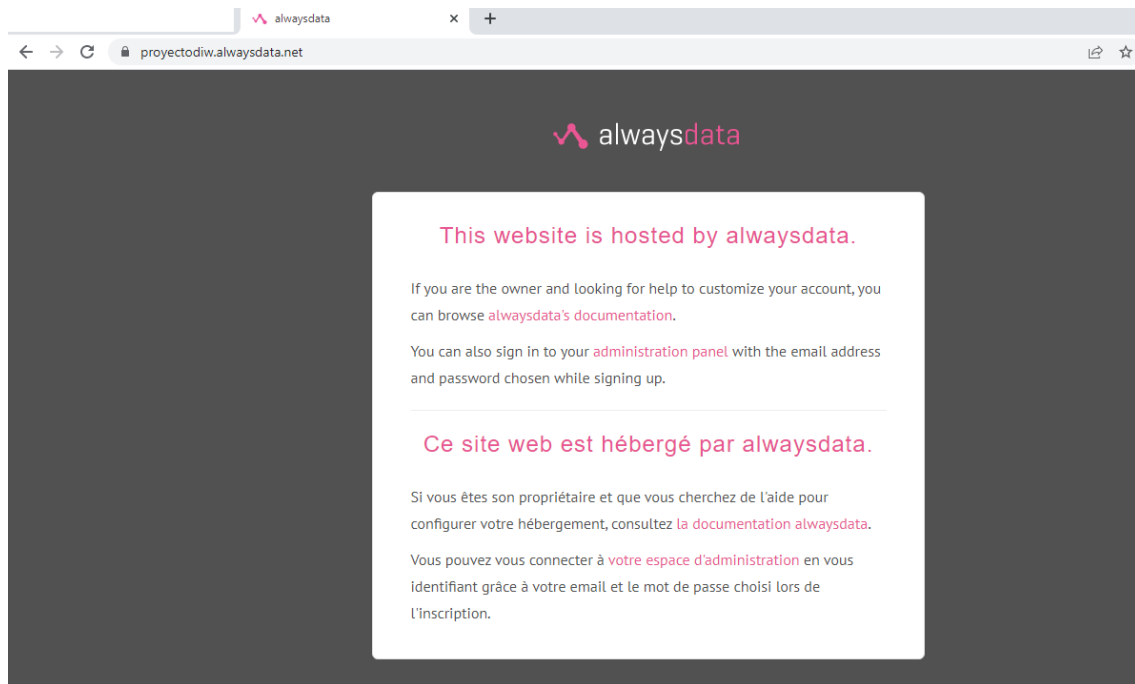 alwaysdata
proyectodiw.alwaysdata.net
alwaysdata
This website is hosted by alwaysdata.
If you are the owner and looking for help to customize your account, you
can browse alwaysdata's documentation.
You can also sign in to your administration panel with the email address
and password chosen while signing up.
Ce site web est hébergé par alwaysdata.
Si vous êtes son propriétaire et que vous cherchez de l'aide pour
configurer votre hébergement, consultez la documentation alwaysdata.
Vous pouvez vous connecter à votre espace d'administration en vous
identifiant grâce à votre email et le mot de passe choisi lors de
l'inscription.